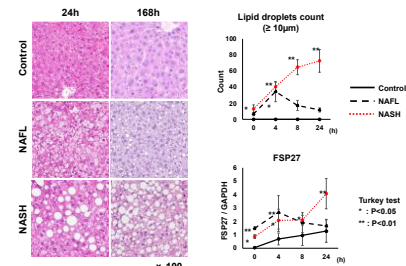 24h 168h
Control
NAFL
NASH
x 100
Lipid droplets count
(≥ 10μm)
Count
100
80
60
40
20
0
** ** ** * *
0 4 8 24 (h)
Control
NAFL
NASH
FSP27
FSP27 / GAPDH
6
5
4
3
2
1
0
** * ** * * **
0 4 8 24 (h)
Turkey test
* : P<0.05
** : P<0.01